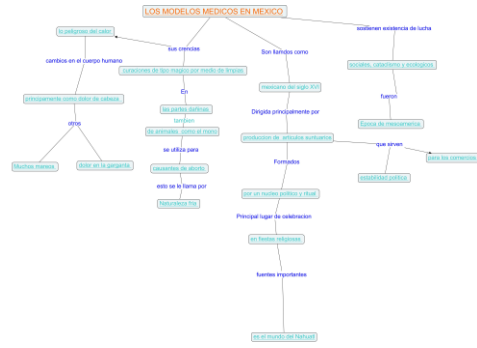 LOS MODELOS MEDICOS EN MEXICO
lo peligroso del calor
sostienen existencia de lucha
sus creencias
Son llamdos como
cambios en el cuerpo humano
curaciones de tipo magico por medio de limpias
sociales, cataclismo y ecologicos
En
mexicano del siglo XVI
principalmente como dolor de cabeza
fueron
las partes
Dirigida principalmente por
tambien
Epoca de mesoamerica
otros
de animales como el mono
produccion de articulos suntuarios
que sirven
se utiliza para
Formados
para los comercios
Muchas mareos
dolor en la garganta
causantes de aborto
estabilidad politica
esto se le llama por
por un nucleo politico y ritual
Naturaleza fria
Principal lugar de celebracion
en fiestas religiosas
fuentes importantes
es el mundo del Nahuatl